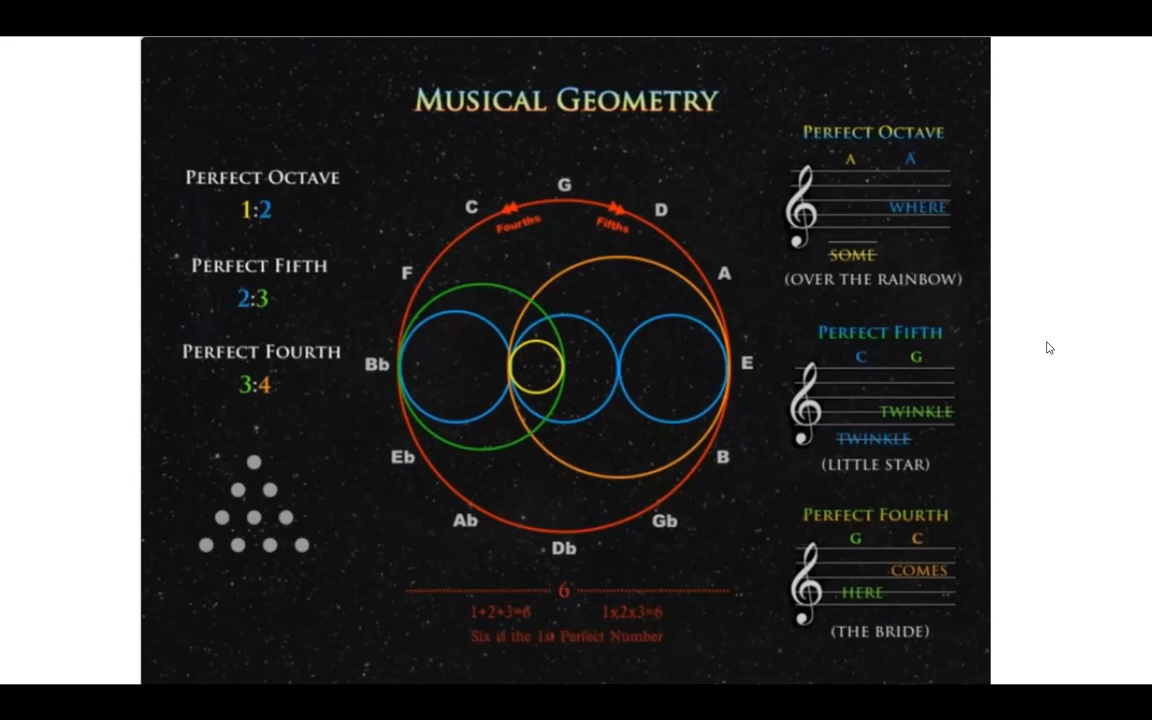 MUSICAL GEOMETRY
PERFECT OCTAVE
1:2
PERFECT FIFTH
2:3
PERFECT FOURTH
3:4
G
C
D
Fourths
Fifths
F
A
Bb
E
Eb
B
Ab
Gb
Db
6
1+2+3=6
1x2x3=6
Six is the 1st Perfect Number
PERFECT OCTAVE
A A
WHERE
SOME
(OVER THE RAINBOW)
PERFECT FIFTH
C G
TWINKLE
TWINKLE
(LITTLE STAR)
PERFECT FOURTH
G C
COMES
HERE
(THE BRIDE)